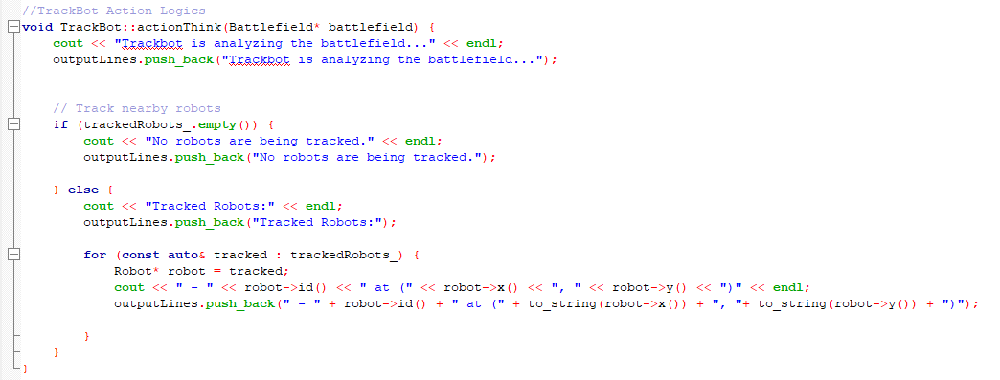 //TrackBot Action Logics
void TrackBot::actionThink(Battlefield* battlefield) {
cout << "Trackbot is analyzing the battlefield..." << endl;
outputLines.push_back("Trackbot is analyzing the battlefield...");
// Track nearby robots
if (trackedRobots_.empty()) {
cout << "No robots are being tracked." << endl;
outputLines.push_back("No robots are being tracked.");
} else {
cout << "Tracked Robots:" << endl;
outputLines.push_back("Tracked Robots:");
for (const auto& tracked : trackedRobots_) {
Robot* robot = tracked;
cout << " - " << robot->id() << " at (" << robot->x() << ", " << robot->y() << ")" << endl;
outputLines.push_back(" - " + robot->id() + " at (" + to_string(robot->x()) + ", "+ to_string(robot->y()) + ")");
}
}
}